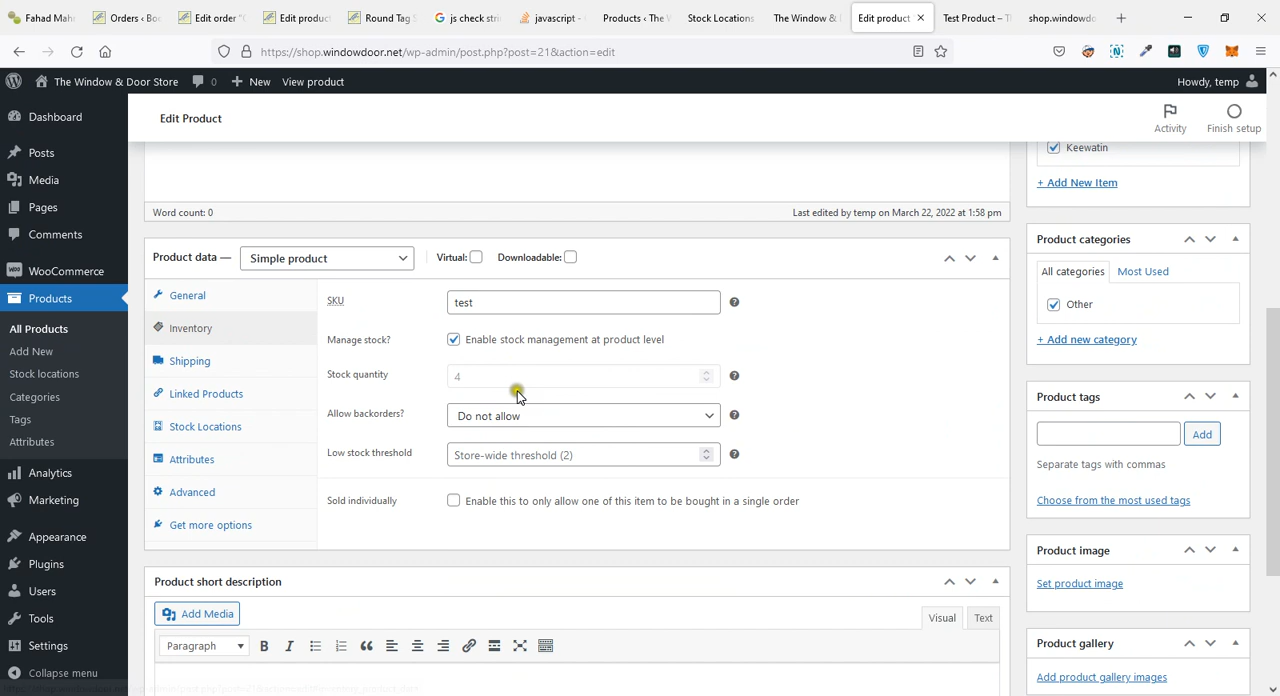 Fahad Mah
Orders ‹ Bo
Edit order "
Edit produc
Round Tag
js check stri
javascript -
Products ‹ The
Stock Locations
The Window &
Edit product
Test Product – T
shop.windowdo
https://shop.windowdoor.net/wp-admin/post.php?post=21&action=edit
The Window & Door Store
0
New
View product
Howdy, temp
Dashboard
Posts
Media
Pages
Comments
WooCommerce
Products
All Products
Add New
Stock locations
Categories
Tags
Attributes
Analytics
Marketing
Appearance
Plugins
Users
Tools
Settings
Collapse menu
Edit Product
Activity
Finish setup
Word count: 0
Last edited by temp on March 22, 2022 at 1:58 pm
Product data —
Simple product
Virtual:
Downloadable:
General
Inventory
Shipping
Linked Products
Stock Locations
Attributes
Advanced
Get more options
SKU
test
Manage stock?
Enable stock management at product level
Stock quantity
4
Allow backorders?
Do not allow
Low stock threshold
Store-wide threshold (2)
Sold individually
Enable this to only allow one of this item to be bought in a single order
Product short description
Add Media
Visual
Text
Paragraph
Keewatin
+ Add New Item
Product categories
All categories
Most Used
Other
+ Add new category
Product tags
Add
Separate tags with commas
Choose from the most used tags
Product image
Set product image
Product gallery
Add product gallery images